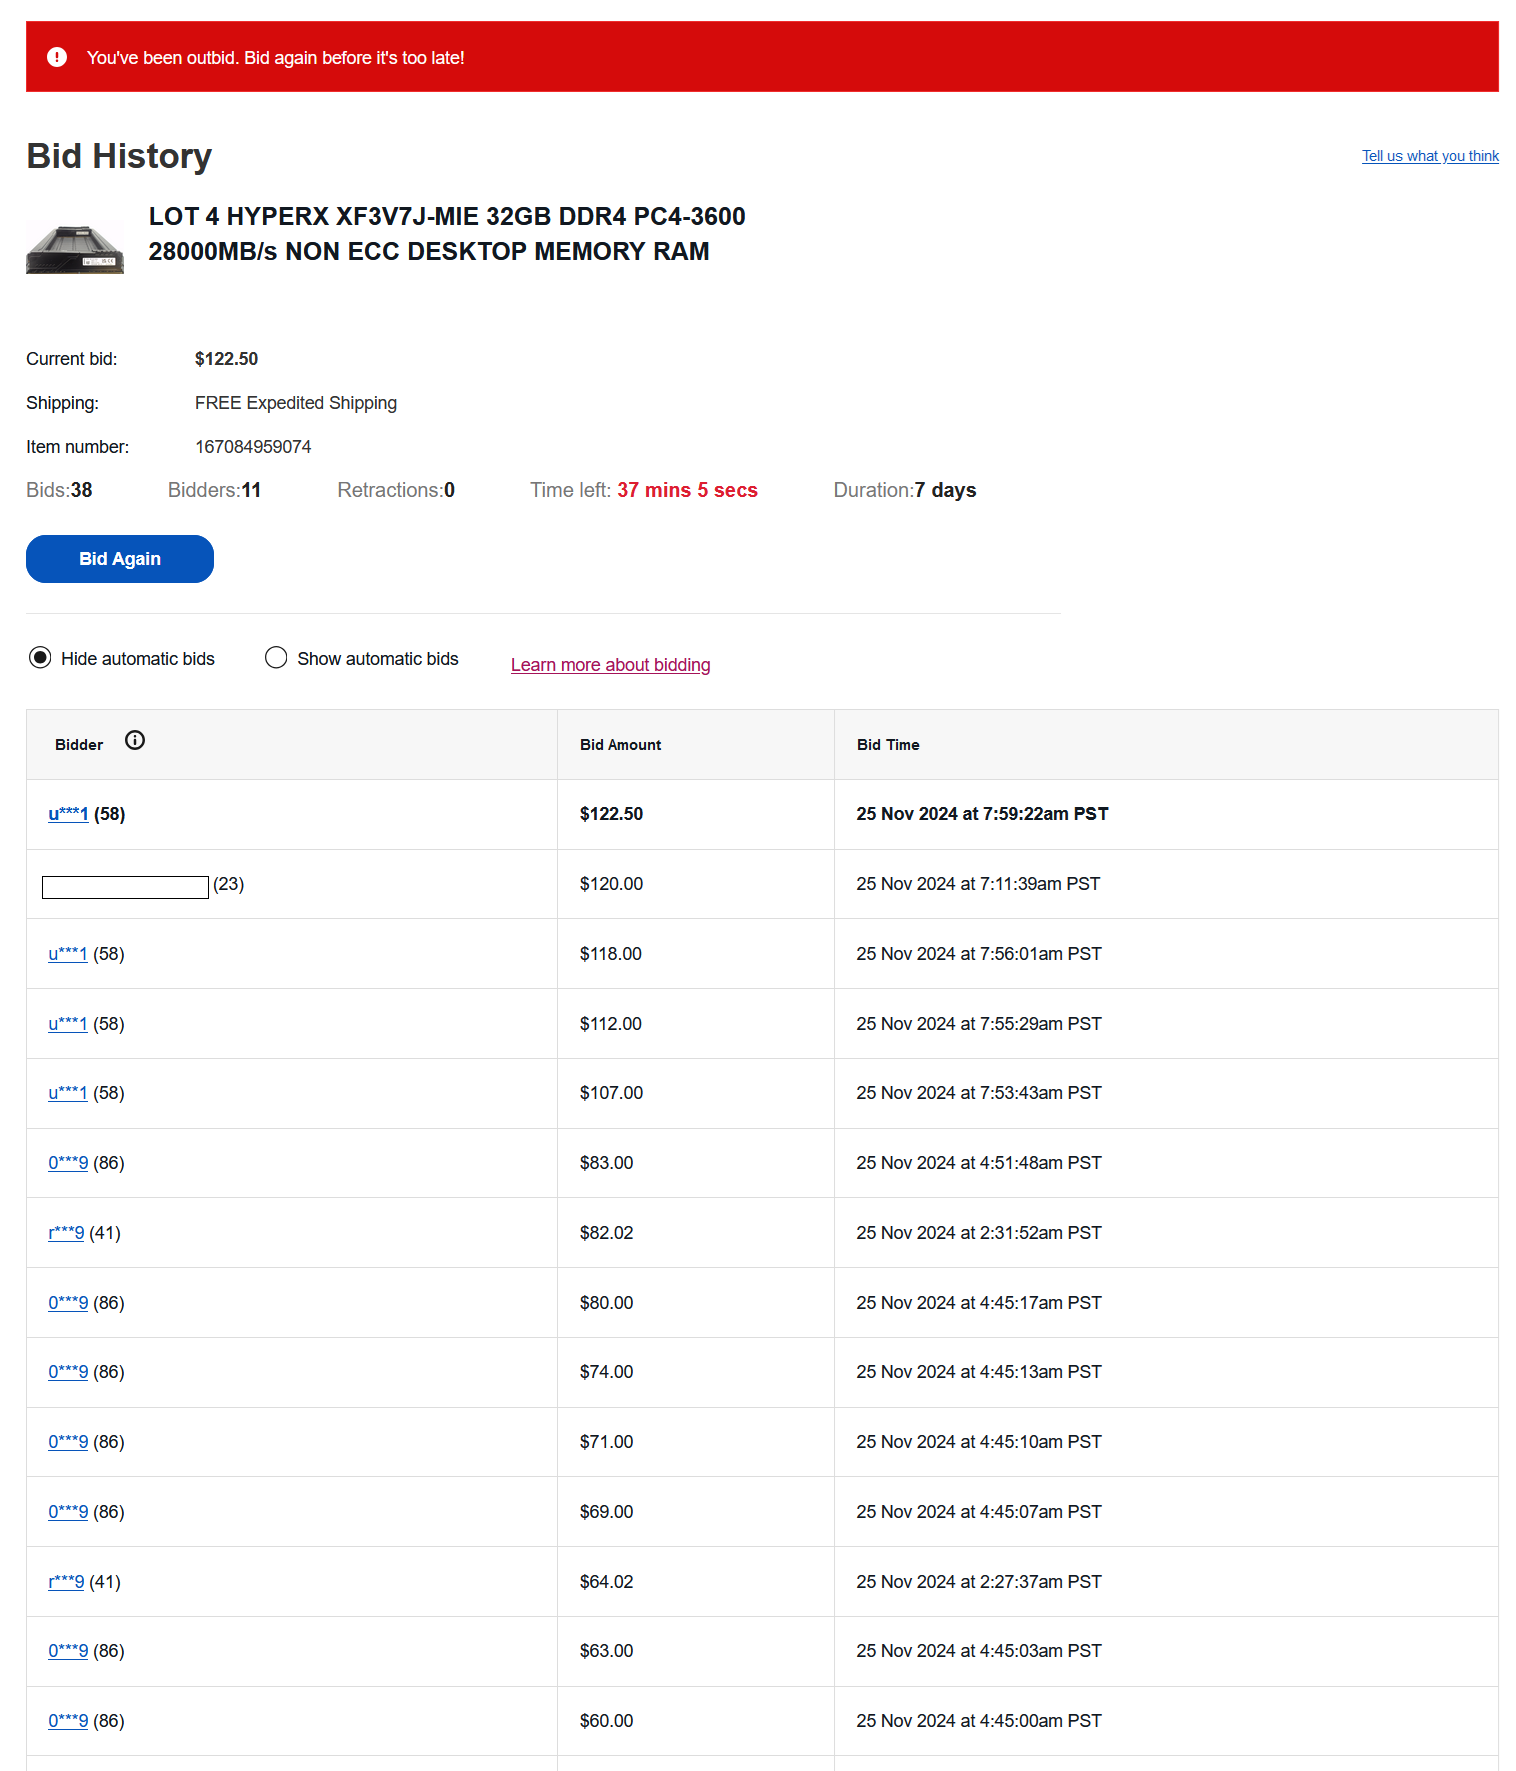 You've been outbid. Bid again before it's too late!
Bid History
Tell us what you think
LOT 4 HYPERX XF3V7J-MIE 32GB DDR4 PC4-3600
28000MB/s NON ECC DESKTOP MEMORY RAM
Current bid: $122.50
Shipping: FREE Expedited Shipping
Item number: 167084959074
Bids:38 Bidders:11 Retractions:0 Time left: 37 mins 5 secs Duration:7 days
Bid Again
Hide automatic bids Show automatic bids Learn more about bidding
Bidder Bid Amount Bid Time
u***1 (58) $122.50 25 Nov 2024 at 7:59:22am PST
(23) $120.00 25 Nov 2024 at 7:11:39am PST
u***1 (58) $118.00 25 Nov 2024 at 7:56:01am PST
u***1 (58) $112.00 25 Nov 2024 at 7:55:29am PST
u***1 (58) $107.00 25 Nov 2024 at 7:53:43am PST
0***9 (86) $83.00 25 Nov 2024 at 4:51:48am PST
r***9 (41) $82.02 25 Nov 2024 at 2:31:52am PST
0***9 (86) $80.00 25 Nov 2024 at 4:45:17am PST
0***9 (86) $74.00 25 Nov 2024 at 4:45:13am PST
0***9 (86) $71.00 25 Nov 2024 at 4:45:10am PST
0***9 (86) $69.00 25 Nov 2024 at 4:45:07am PST
r***9 (41) $64.02 25 Nov 2024 at 2:27:37am PST
0***9 (86) $63.00 25 Nov 2024 at 4:45:03am PST
0***9 (86) $60.00 25 Nov 2024 at 4:45:00am PST